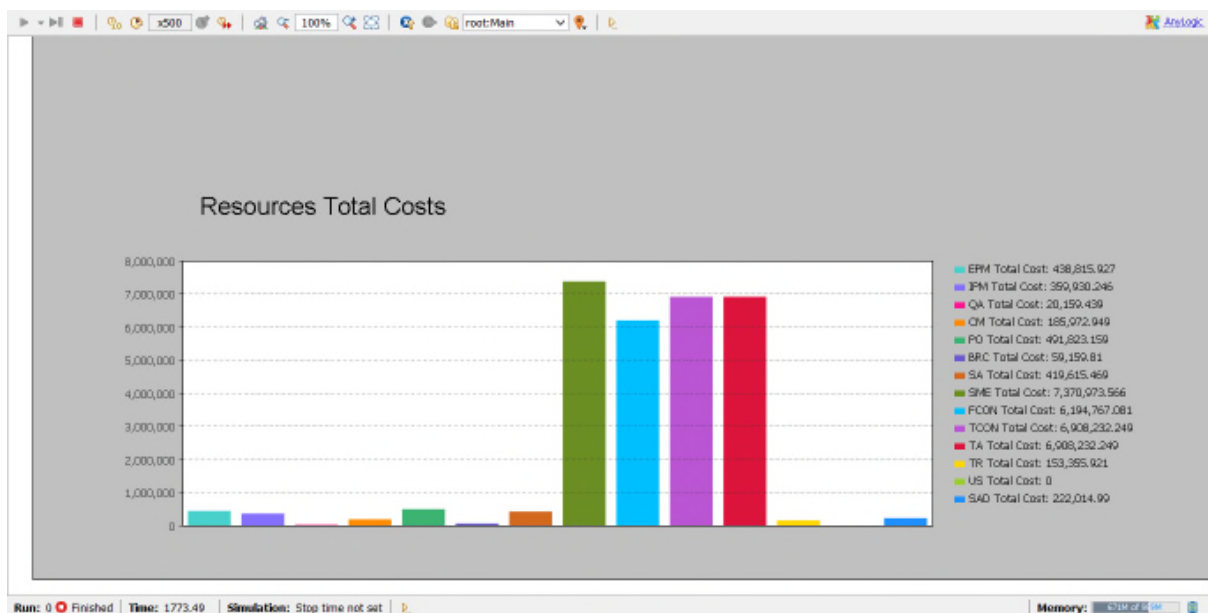 x500 100% root:Main AnyLogic
Resources Total Costs
8,000,000
7,000,000
6,000,000
5,000,000
4,000,000
3,000,000
2,000,000
1,000,000
0
EPM Total Cost: 438,815.927
IPM Total Cost: 359,930.246
QA Total Cost: 20,159.439
CM Total Cost: 185,972.949
PO Total Cost: 491,823.159
BRC Total Cost: 59,159.81
SA Total Cost: 419,615.469
SME Total Cost: 7,370,973.566
FCON Total Cost: 6,194,767.081
TCON Total Cost: 6,908,232.249
TA Total Cost: 6,908,232.249
TR Total Cost: 153,355.921
US Total Cost: 0
SAD Total Cost: 222,014.99
Run: 0 Finished Time: 1773.49 Simulation: Stop time not set Memory: 671M of